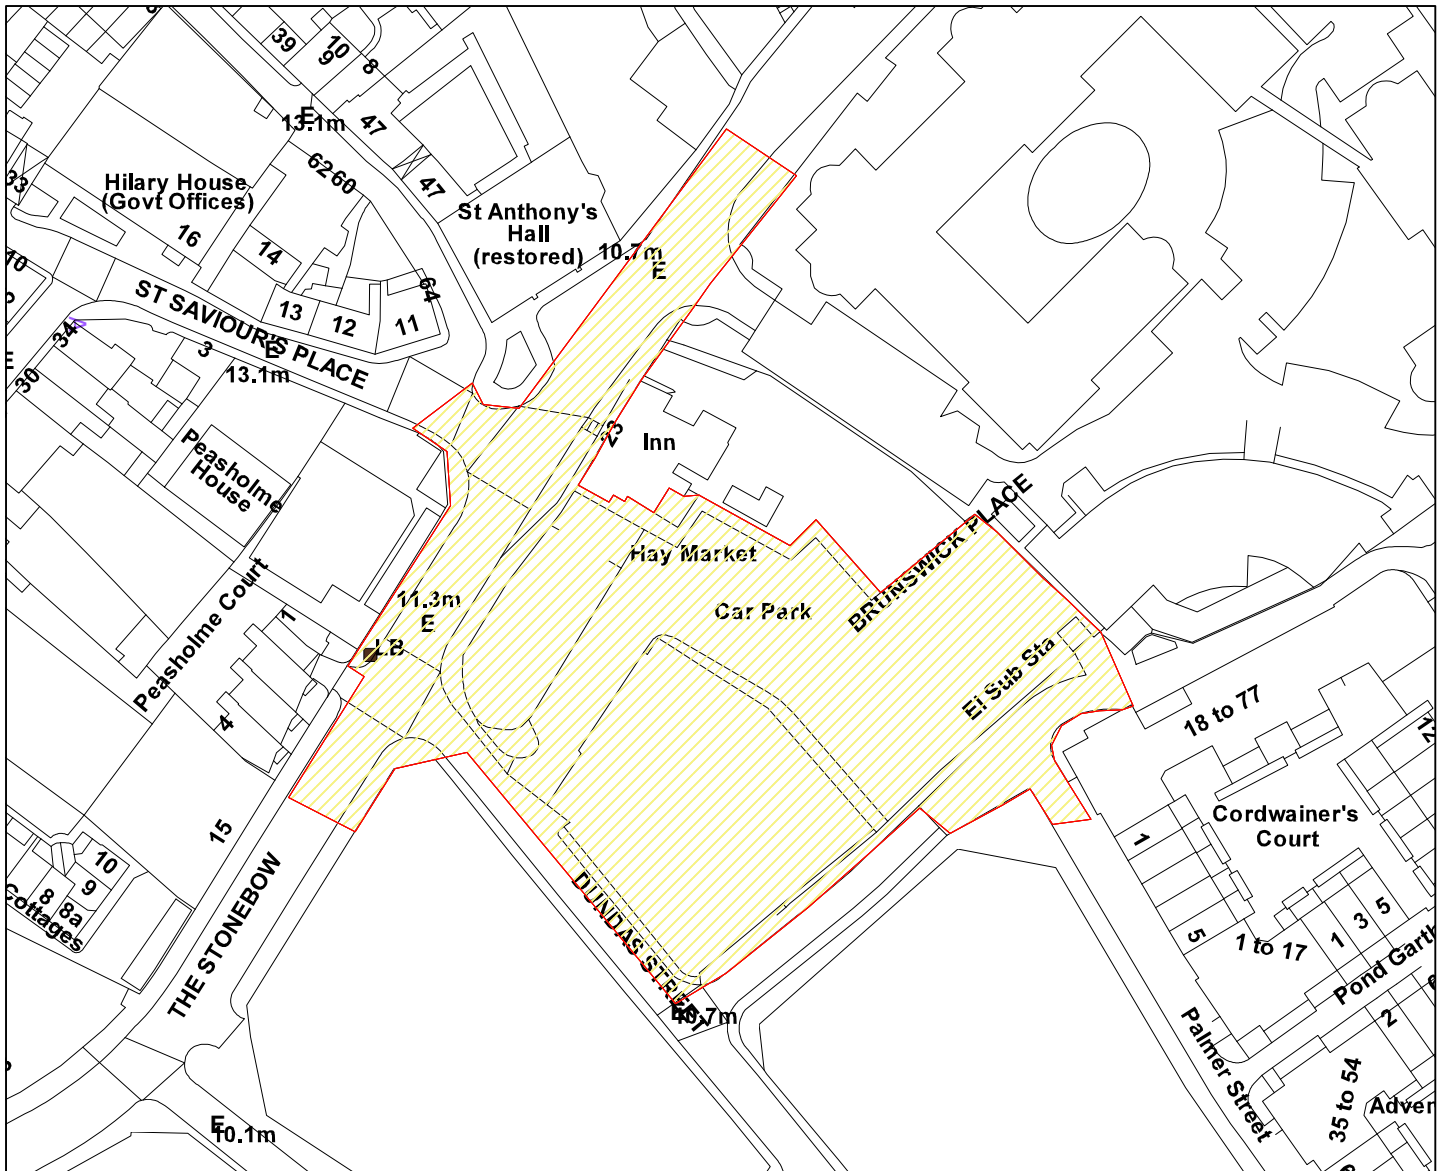 39
10
9
8
E
13.1m
47
62
60
47
33
Hilary House
(Govt Offices)
16
14
St Anthony's
Hall
(restored)
10.7m
E
10
64
13
12
11
ST SAVIOUR'S PLACE
34
3
E
13.1m
E
30
23
Inn
Peasholme
House
BRUNSWICK PLACE
Hay Market
Car Park
11.3m
E
LB
1
Peasholme Court
4
El Sub Sta
18 to 77
Cordwainer's
Court
1
5
1 to 17
1
3
5
Pond Garth
15
10
9
8
8a
Cottages
THE STONEBOW
DUNDAS STREET
E
10.7m
2
Palmer Street
35 to 54
Adver
E
10.1m